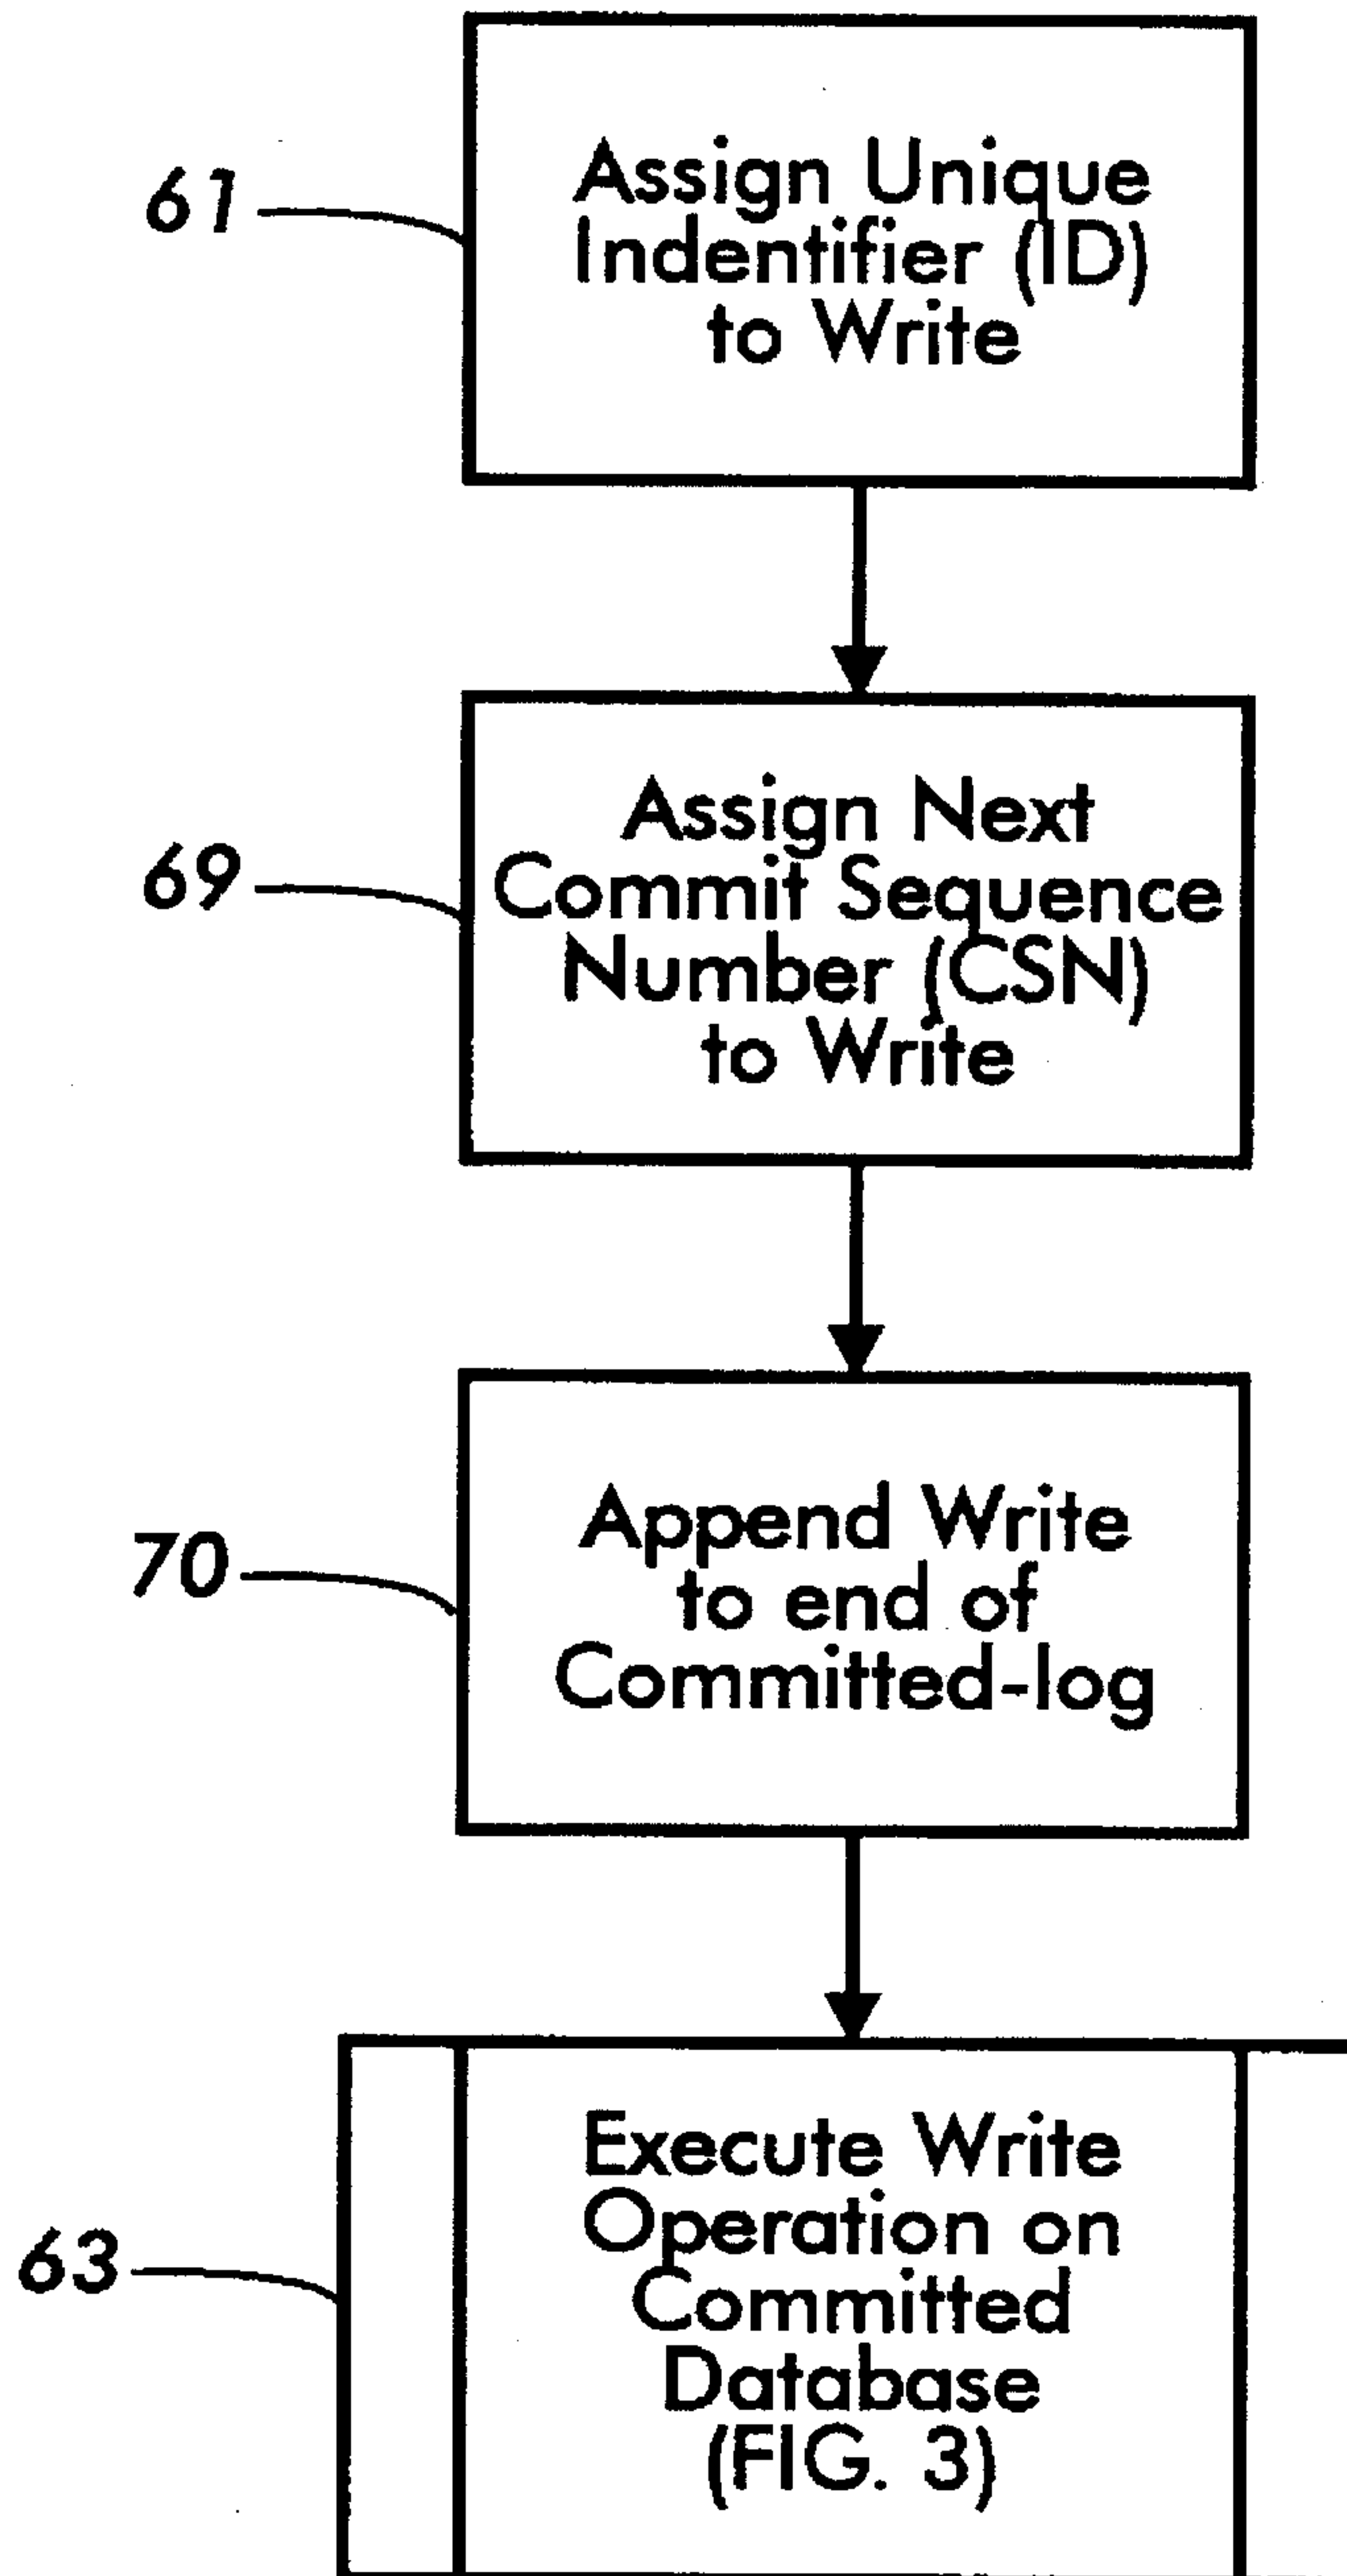 61
Assign Unique
Indentifier (ID)
to Write
69
Assign Next
Commit Sequence
Number (CSN)
to Write
70
Append Write
to end of
Committed-log
63
Execute Write
Operation on
Committed
Database
(FIG. 3)